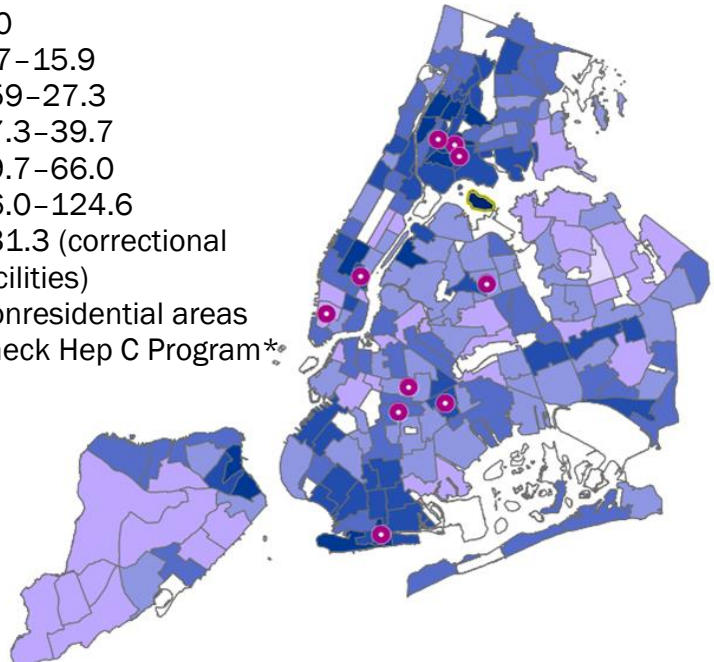 0
7–15.9
59–27.3
7.3–39.7
9.7–66.0
6.0–124.6
31.3 (correctional
cilities)
onresidential areas
heck Hep C Program*